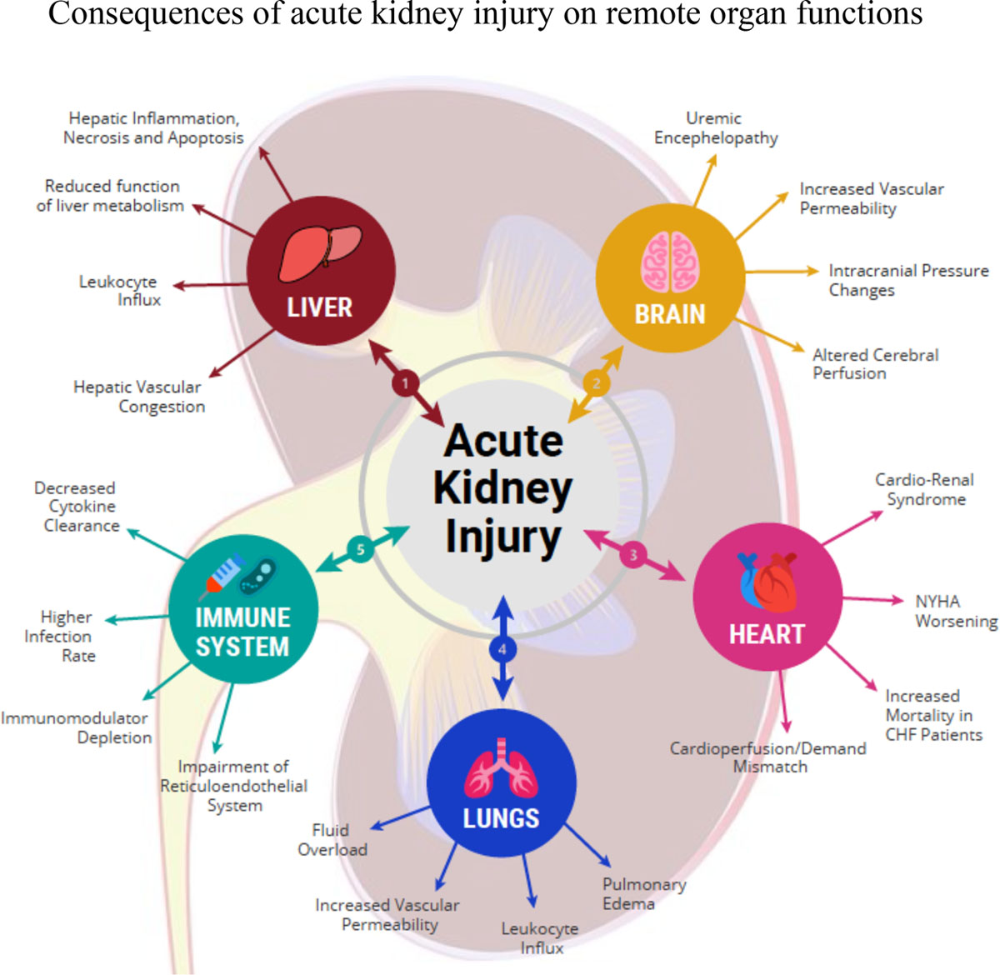 Consequences of acute kidney injury on remote organ functions
Hepatic Inflammation,
Necrosis and Apoptosis
Reduced function
of liver metabolism
Leukocyte
Influx
Hepatic Vascular
Congestion
LIVER
1
Uremic
Encephelopathy
Increased Vascular
Permeability
Intracranial Pressure
Changes
Altered Cerebral
Perfusion
BRAIN
2
Acute
Kidney
Injury
Cardio-Renal
Syndrome
NYHA
Worsening
Increased
Mortality in
CHF Patients
Cardioperfusion/Demand
Mismatch
HEART
3
Decreased
Cytokine
Clearance
Higher
Infection
Rate
Immunomodulator
Depletion
Impairment of
Reticuloendothelial
System
IMMUNE
SYSTEM
5
4
LUNGS
Fluid
Overload
Increased Vascular
Permeability
Leukocyte
Influx
Pulmonary
Edema